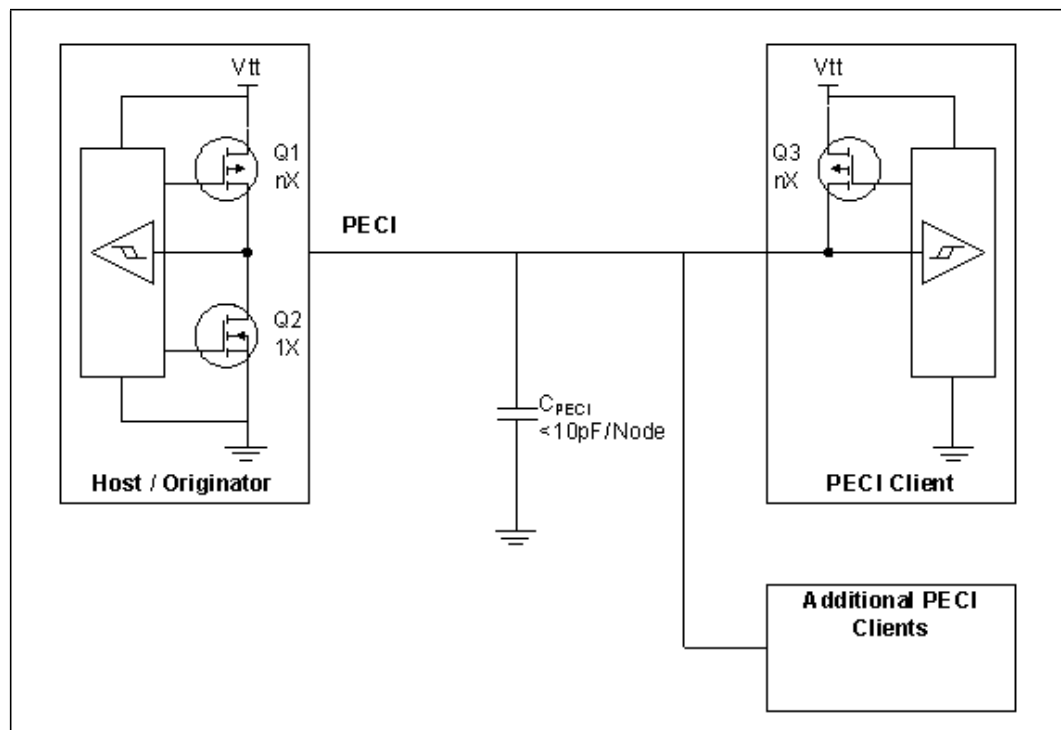 Vtt
Q1
nX
Q2
1X
Host / Originator
PECI
CPECI
<10pF/Node
Vtt
Q3
nX
PECI Client
Additional PECI
Clients